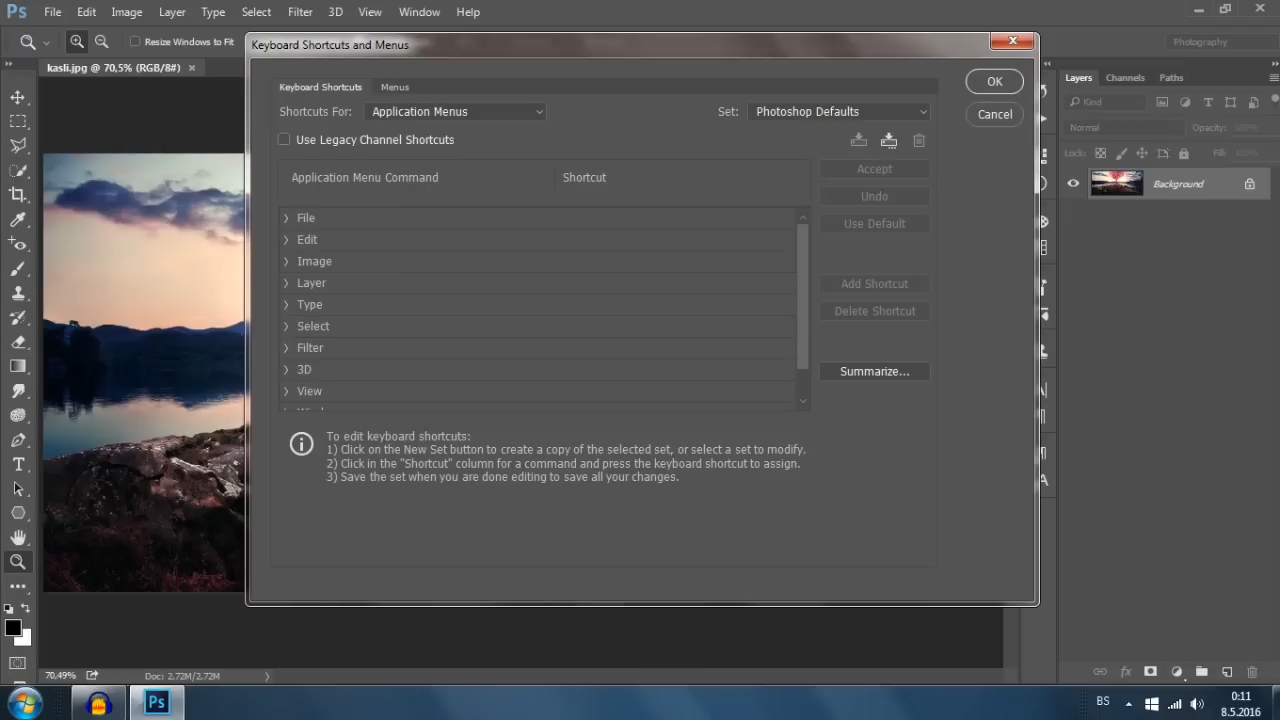 Ps File Edit Image Layer Type Select Filter 3D View Window Help
Resize Windows to Fit
Photography
kasli.jpg @ 70,5% (RGB/8#) ×
Keyboard Shortcuts and Menus
Keyboard Shortcuts Menus
Shortcuts For: Application Menus
Set: Photoshop Defaults
OK
Cancel
Use Legacy Channel Shortcuts
Application Menu Command Shortcut
File
Edit
Image
Layer
Type
Select
Filter
3D
View
Accept
Undo
Use Default
Add Shortcut
Delete Shortcut
Summarize...
To edit keyboard shortcuts:
1) Click on the New Set button to create a copy of the selected set, or select a set to modify.
2) Click in the "Shortcut" column for a command and press the keyboard shortcut to assign.
3) Save the set when you are done editing to save all your changes.
Layers Channels Paths
Kind
Normal Opacity: 100%
Lock: Fill: 100%
Background
70,49% Doc: 2.72M/2.72M
Ps
BS
0:11
8.5.2016